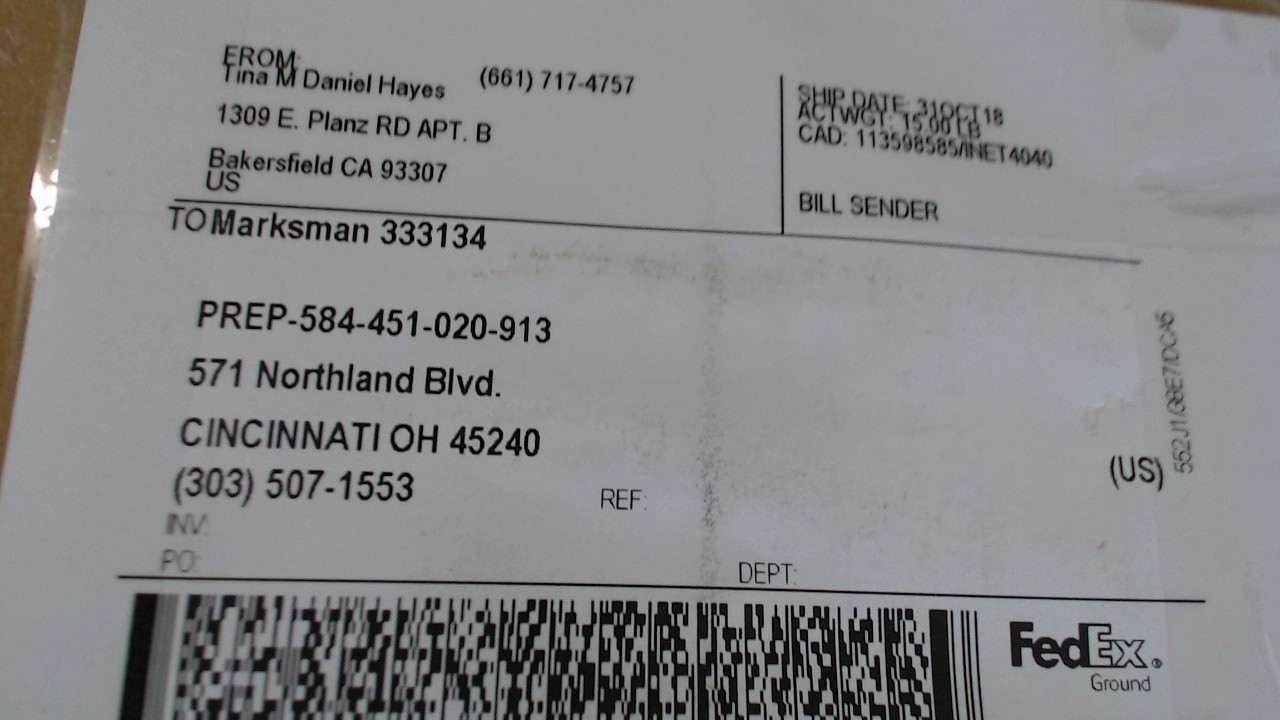 FROM:
Tina M Daniel Hayes (661) 717-4757
1309 E. Planz RD APT. B
Bakersfield CA 93307
US
SHIP DATE: 31OCT18
ACTWGT: 15.00 LB
CAD: 113598585/INET4040
BILL SENDER
TO Marksman 333134
PREP-584-451-020-913
571 Northland Blvd.
CINCINNATI OH 45240
(303) 507-1553
REF:
(US)
INV:
PO:
DEPT:
FedEx
Ground